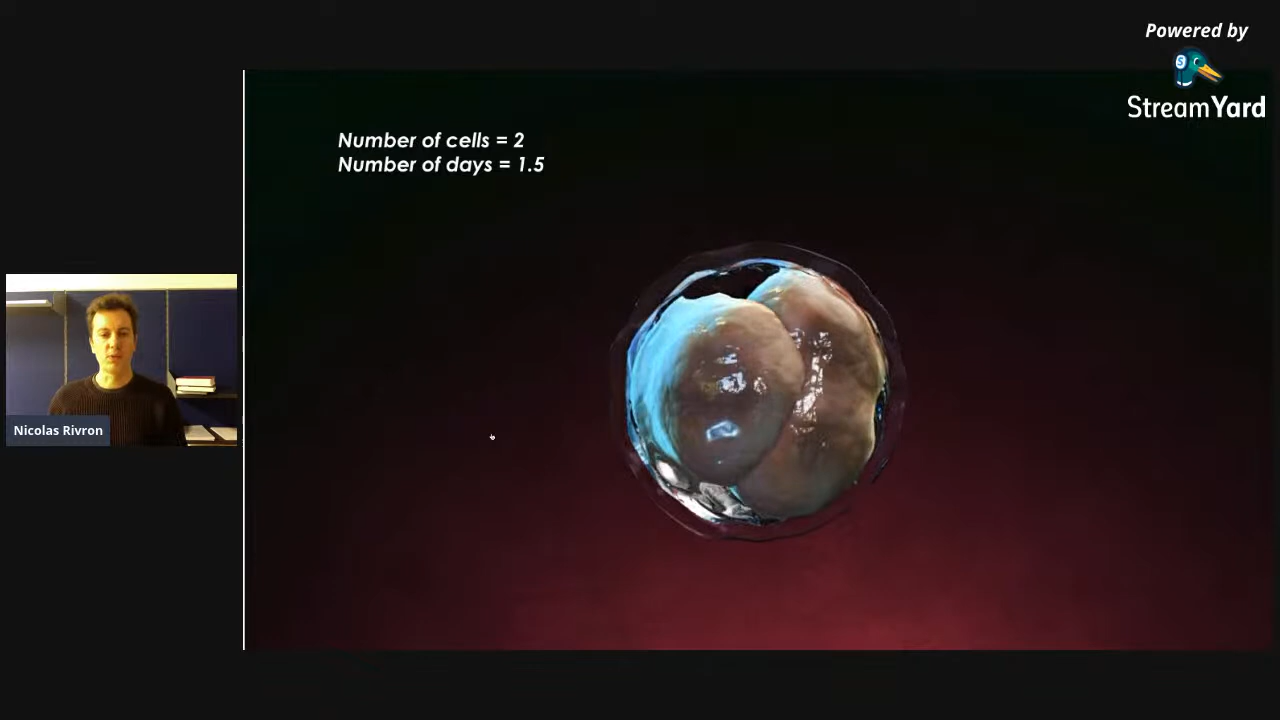 Powered by
StreamYard
Number of cells = 2
Number of days = 1.5
Nicolas Rivron